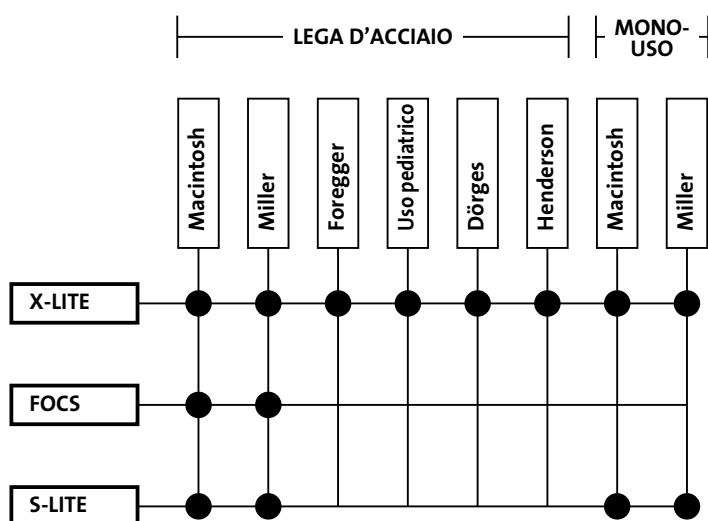 LEGA D’ACCIAIO
MONO-
USO
Macintosh
Miller
Foregger
Uso pediatrico
Dörges
Henderson
Macintosh
Miller
X-LITE
FOCS
S-LITE